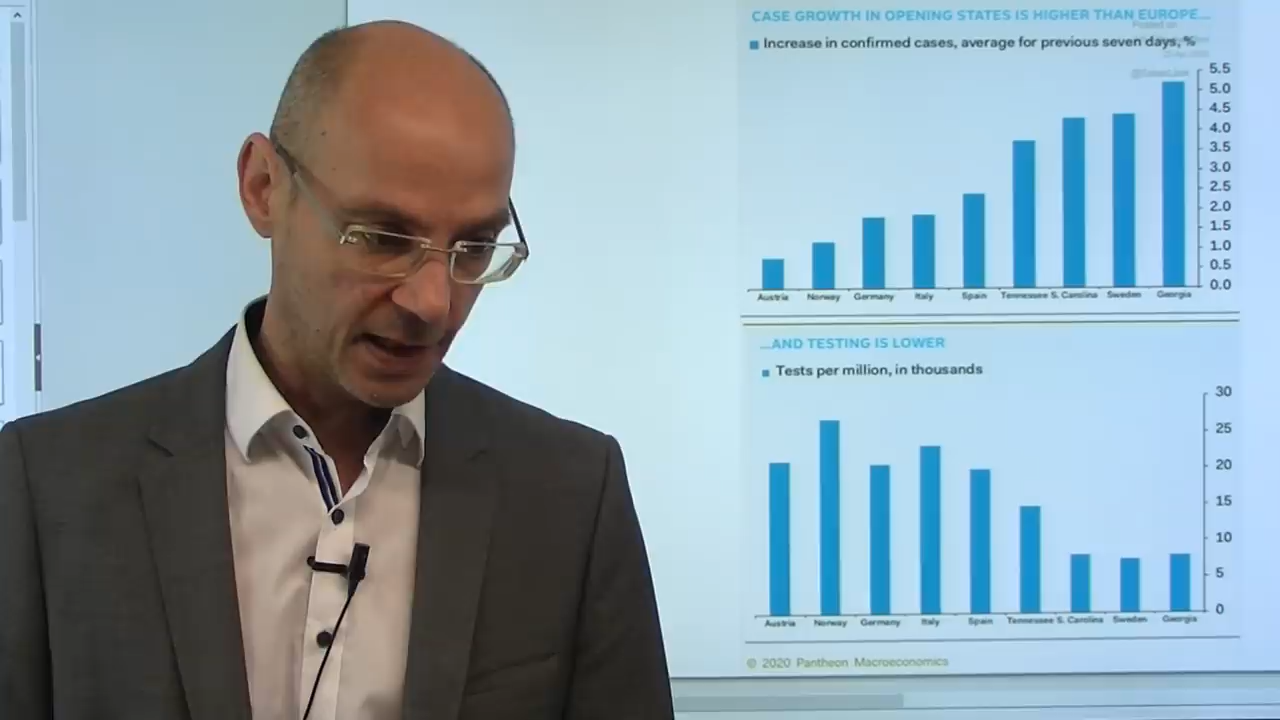 CASE GROWTH IN OPENING STATES IS HIGHER THAN EUROPE...
Posted on
Increase in confirmed cases, average for previous seven days, %
5.5
5.0
4.5
4.0
3.5
3.0
2.5
2.0
1.5
1.0
0.5
0.0
Austria Norway Germany Italy Spain Tennessee S. Carolina Sweden Georgia
...AND TESTING IS LOWER
Tests per million, in thousands
30
25
20
15
10
5
0
Austria Norway Germany Italy Spain Tennessee S. Carolina Sweden Georgia
© 2020 Pantheon Macroeconomics